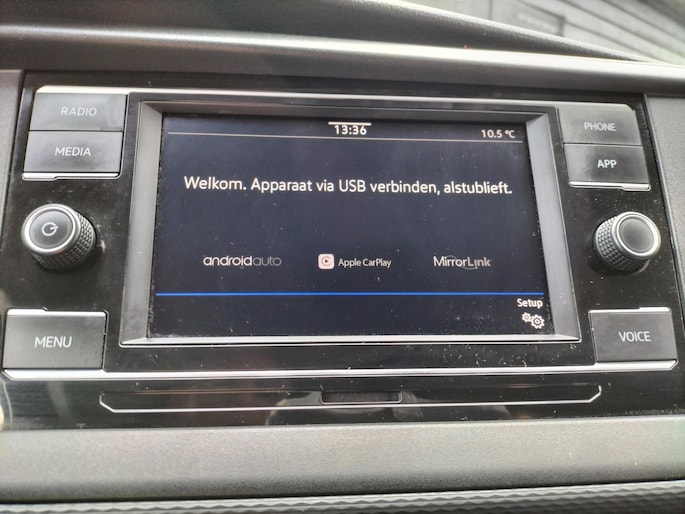 RADIO
MEDIA
MENU
13:36
10.5 °C
Welkom. Apparaat via USB verbinden, alstublieft.
androidauto
Apple CarPlay
MirrorLink
Setup
PHONE
APP
VOICE